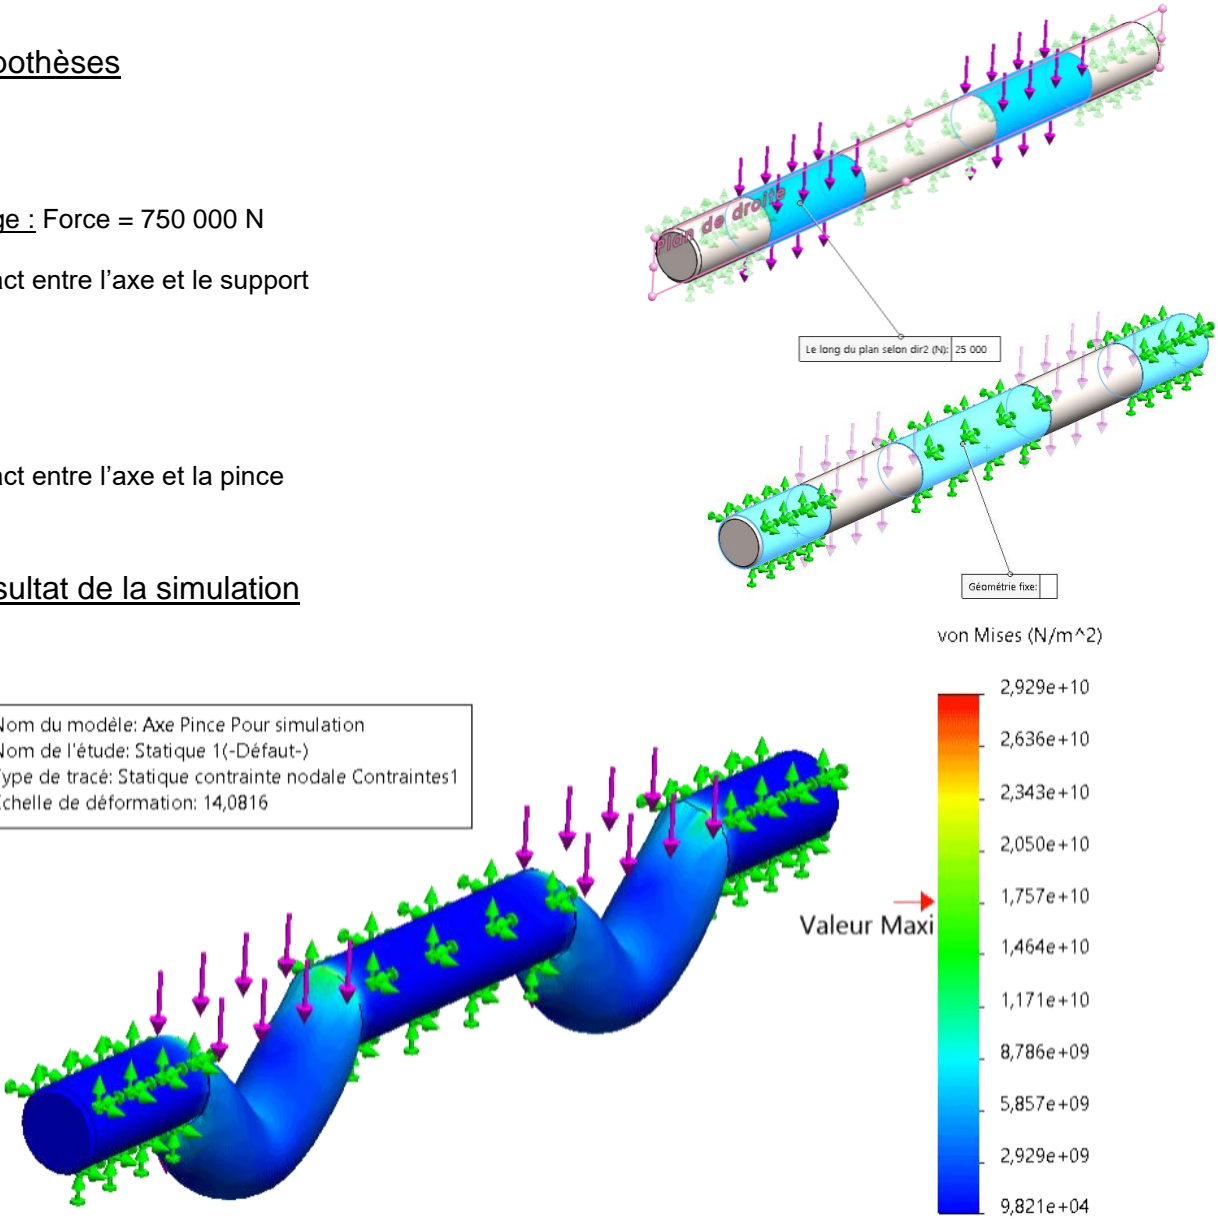 pothèses
Plan de droite
ge : Force = 750 000 N
act entre l'axe et le support
Le long du plan selon dir2 (N): 25 000
act entre l'axe et la pince
Géométrie fixe:
sultat de la simulation
von Mises (N/m^2)
Nom du modèle: Axe Pince Pour simulation
Nom de l'étude: Statique 1(-Défaut-)
Type de tracé: Statique contrainte nodale Contraintes1
Echelle de déformation: 14,0816
2,929e+10
2,636e+10
2,343e+10
2,050e+10
1,757e+10
Valeur Maxi
1,464e+10
1,171e+10
8,786e+09
5,857e+09
2,929e+09
9,821e+04